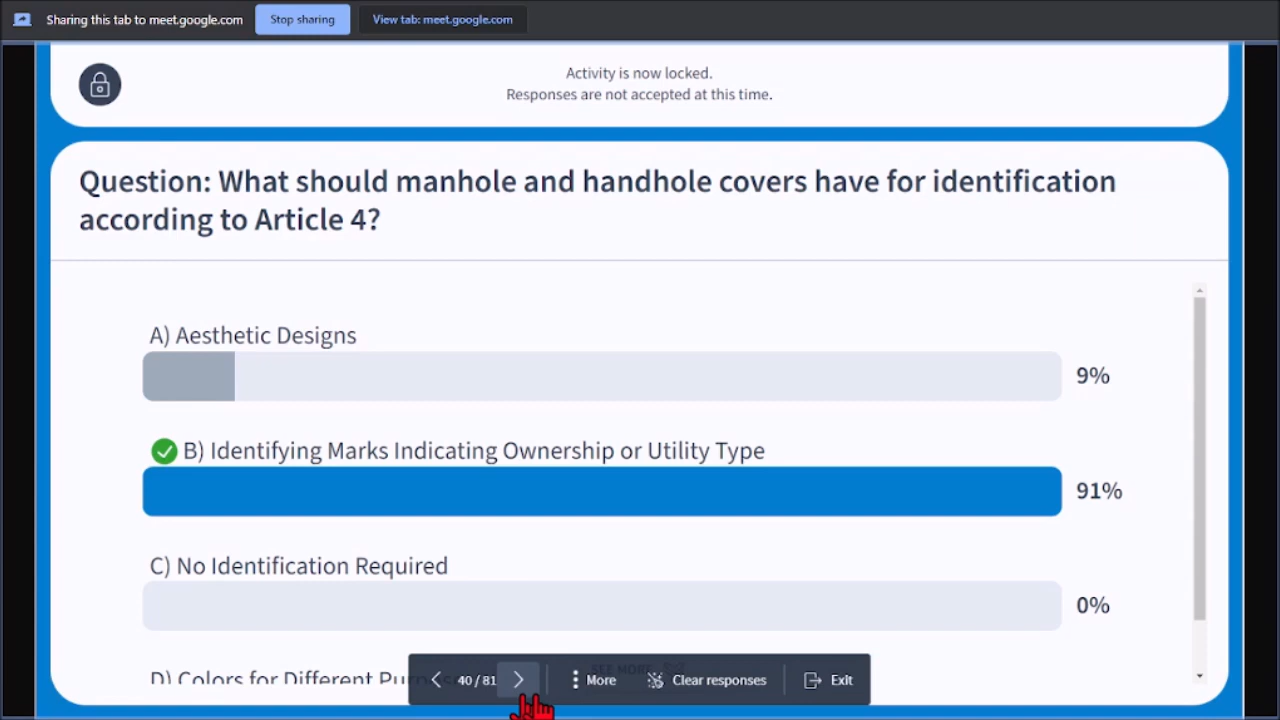 Sharing this tab to meet.google.com
Stop sharing
View tab: meet.google.com
Activity is now locked.
Responses are not accepted at this time.
Question: What should manhole and handhole covers have for identification
according to Article 4?
A) Aesthetic Designs
9%
B) Identifying Marks Indicating Ownership or Utility Type
91%
C) No Identification Required
0%
D) Colors for Different
SEE MORE
40 / 81
More
Clear responses
Exit